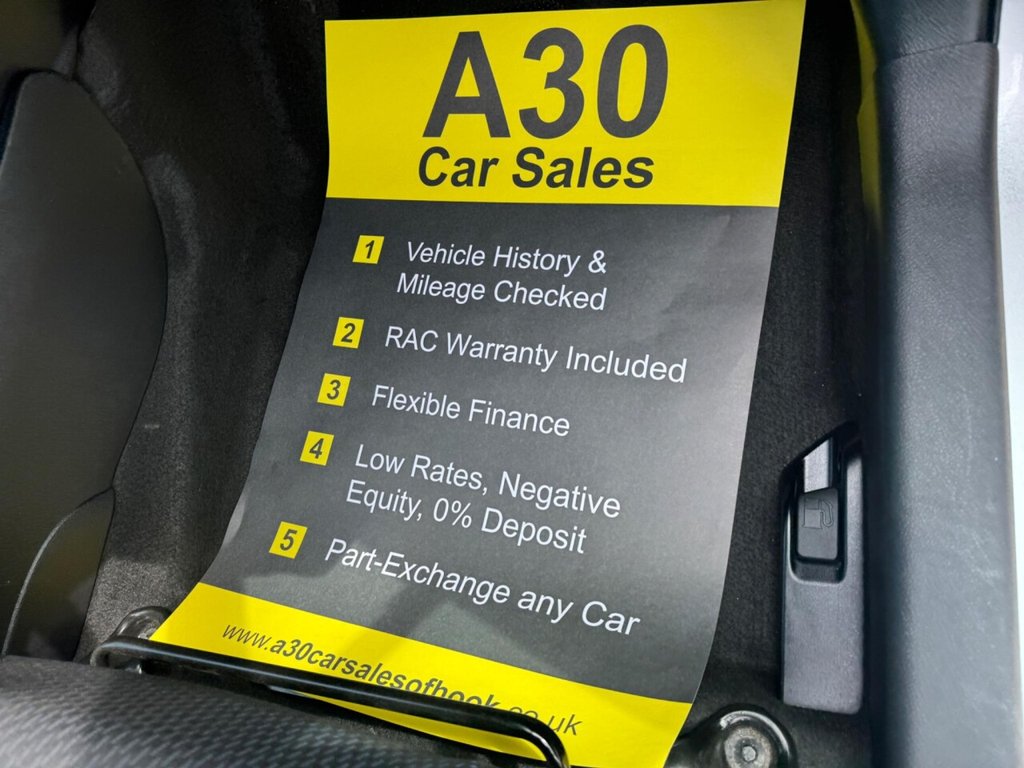 A30
Car Sales
1 Vehicle History &
Mileage Checked
2 RAC Warranty Included
3 Flexible Finance
4 Low Rates, Negative
Equity, 0% Deposit
5 Part-Exchange any Car
www.a30carsalesofhook.co.uk